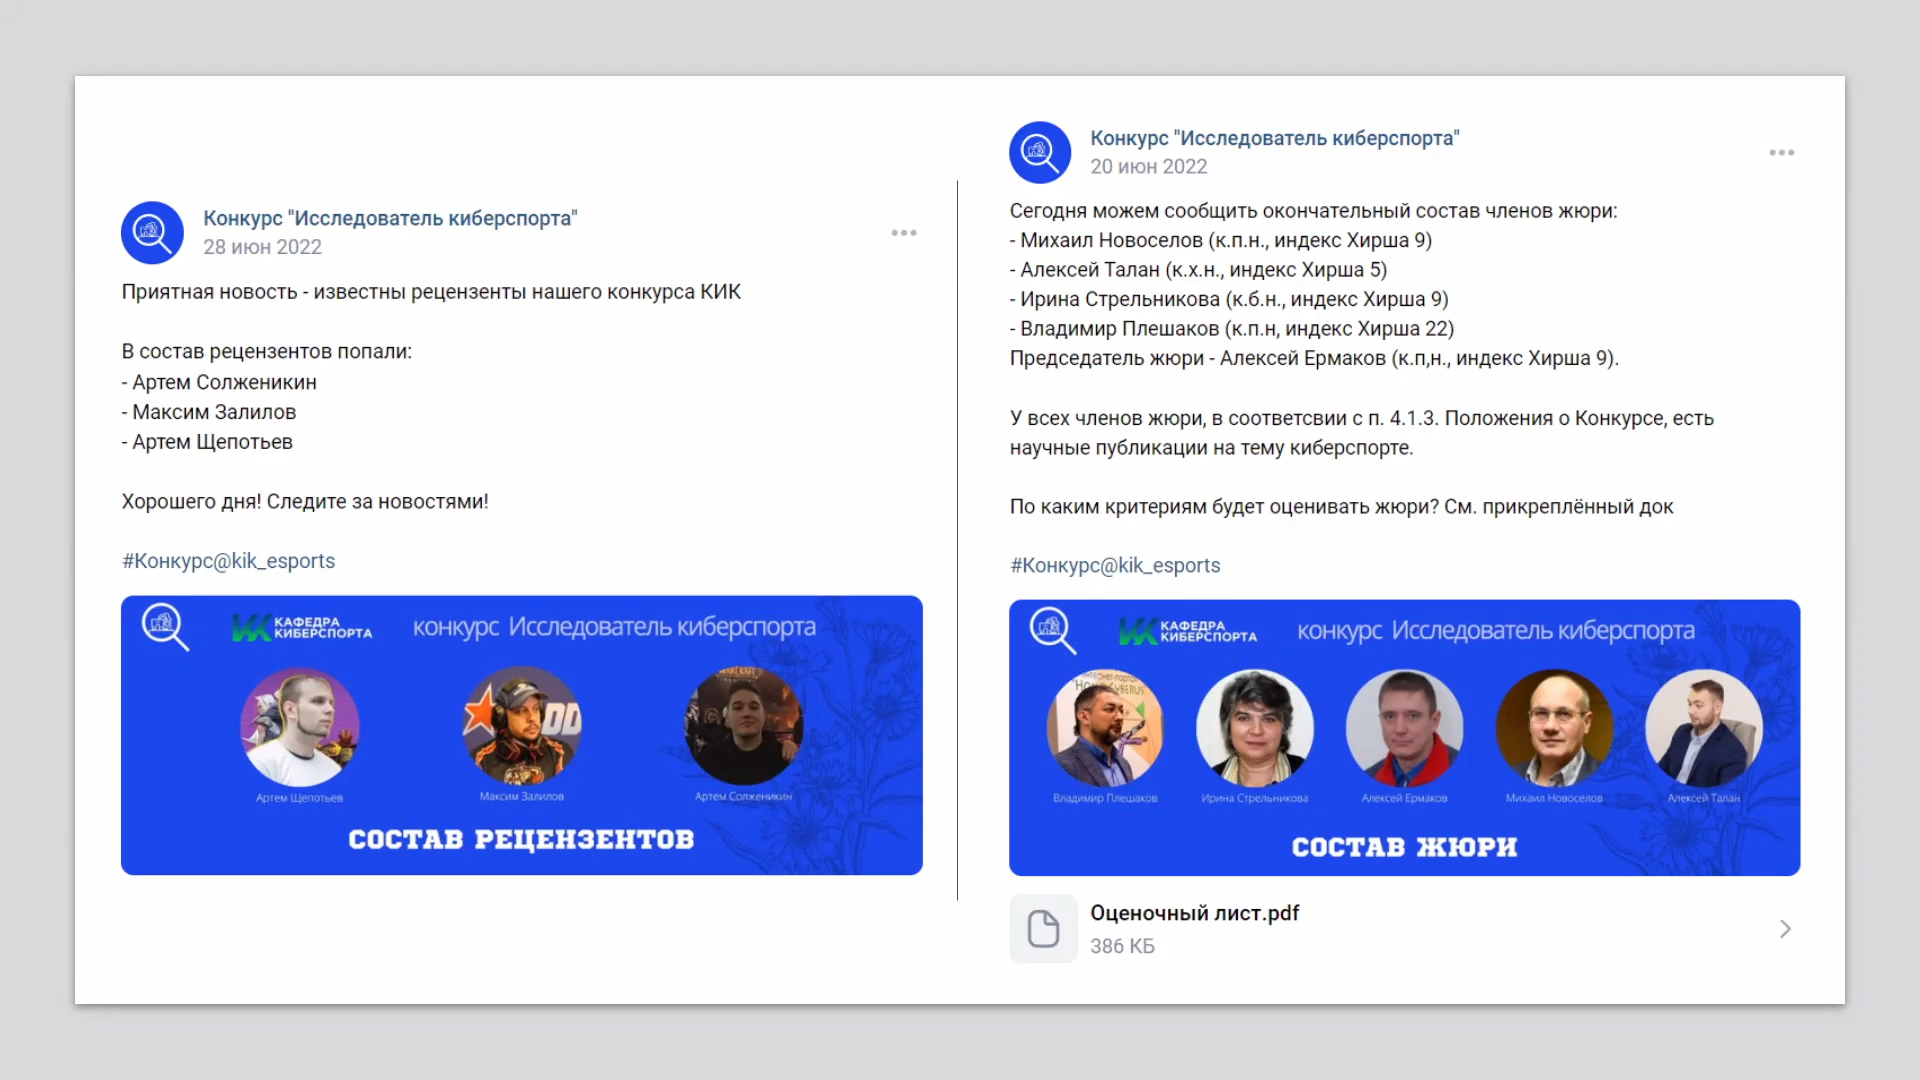 Конкурс "Исследователь киберспорта"
28 июн 2022
Приятная новость - известны рецензенты нашего конкурса КИК
В состав рецензентов попали:
- Артем Солженикин
- Максим Залилов
- Артем Щепотьев
Хорошего дня! Следите за новостями!
#Конкурс@kik_esports
КАФЕДРА
КИБЕРСПОРТА
конкурс Исследователь киберспорта
Артем Щепотьев
Максим Залилов
Артем Солженикин
СОСТАВ РЕЦЕНЗЕНТОВ
Конкурс "Исследователь киберспорта"
20 июн 2022
Сегодня можем сообщить окончательный состав членов жюри:
- Михаил Новоселов (к.п.н., индекс Хирша 9)
- Алексей Талан (к.х.н., индекс Хирша 5)
- Ирина Стрельникова (к.б.н., индекс Хирша 9)
- Владимир Плешаков (к.п.н, индекс Хирша 22)
Председатель жюри - Алексей Ермаков (к.п,н., индекс Хирша 9).
У всех членов жюри, в соответсвии с п. 4.1.3. Положения о Конкурсе, есть
научные публикации на тему киберспорте.
По каким критериям будет оценивать жюри? См. прикреплённый док
#Конкурс@kik_esports
КАФЕДРА
КИБЕРСПОРТА
конкурс Исследователь киберспорта
Владимир Плешаков
Ирина Стрельникова
Алексей Ермаков
Михаил Новоселов
Алексей Талан
СОСТАВ ЖЮРИ
Оценочный лист.pdf
386 КБ